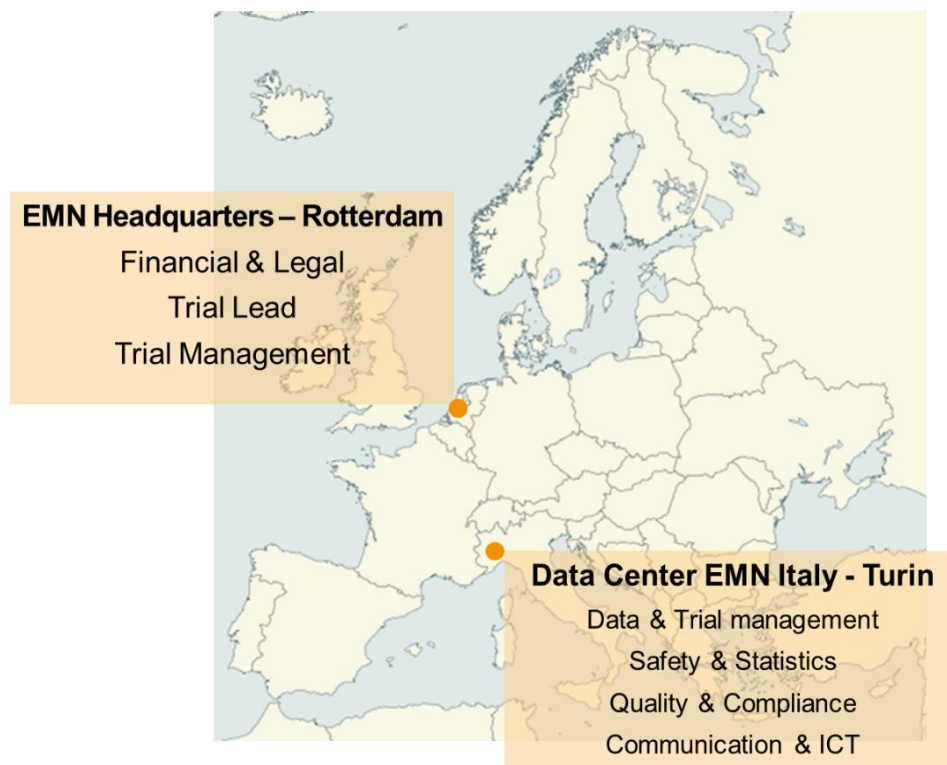 EMN Headquarters – Rotterdam
Financial & Legal
Trial Lead
Trial Management
Data Center EMN Italy - Turin
Data & Trial management
Safety & Statistics
Quality & Compliance
Communication & ICT